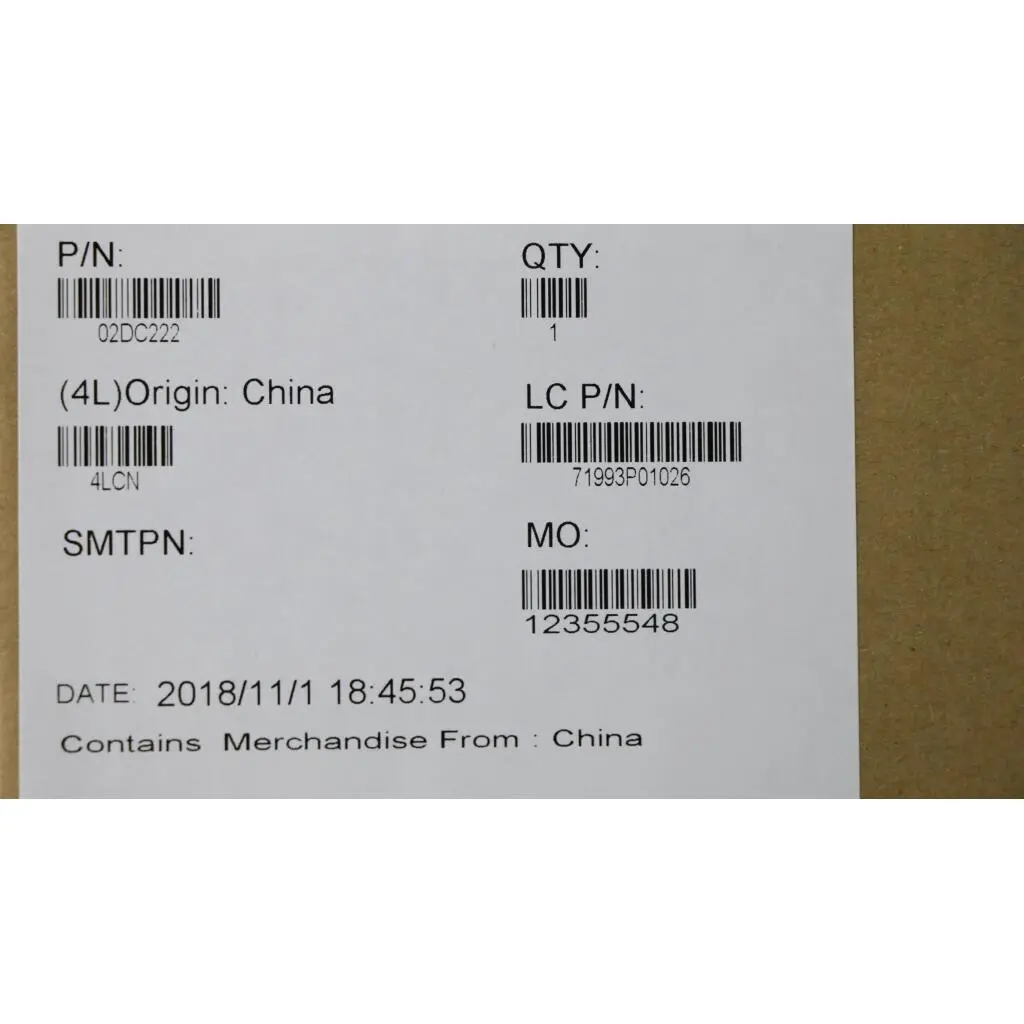 P/N:
02DC222
QTY:
1
(4L)Origin: China
4LCN
LC P/N:
71993P01026
SMTPN:
MO:
12355548
DATE: 2018/11/1 18:45:53
Contains Merchandise From : China